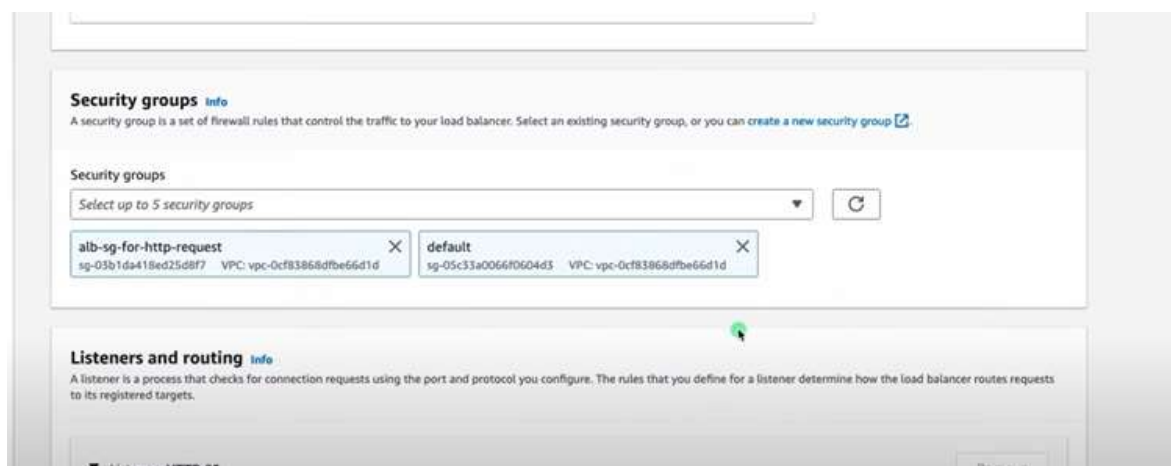 Security groups Info
A security group is a set of firewall rules that control the traffic to your load balancer. Select an existing security group, or you can create a new security group.
Security groups
Select up to 5 security groups
alb-sg-for-http-request
sg-03b1da418ed25d8f7 VPC: vpc-0cf83868dfbe66d1d
default
sg-05c33a0066f0604d3 VPC: vpc-0cf83868dfbe66d1d
Listeners and routing Info
A listener is a process that checks for connection requests using the port and protocol you configure. The rules that you define for a listener determine how the load balancer routes requests
to its registered targets.